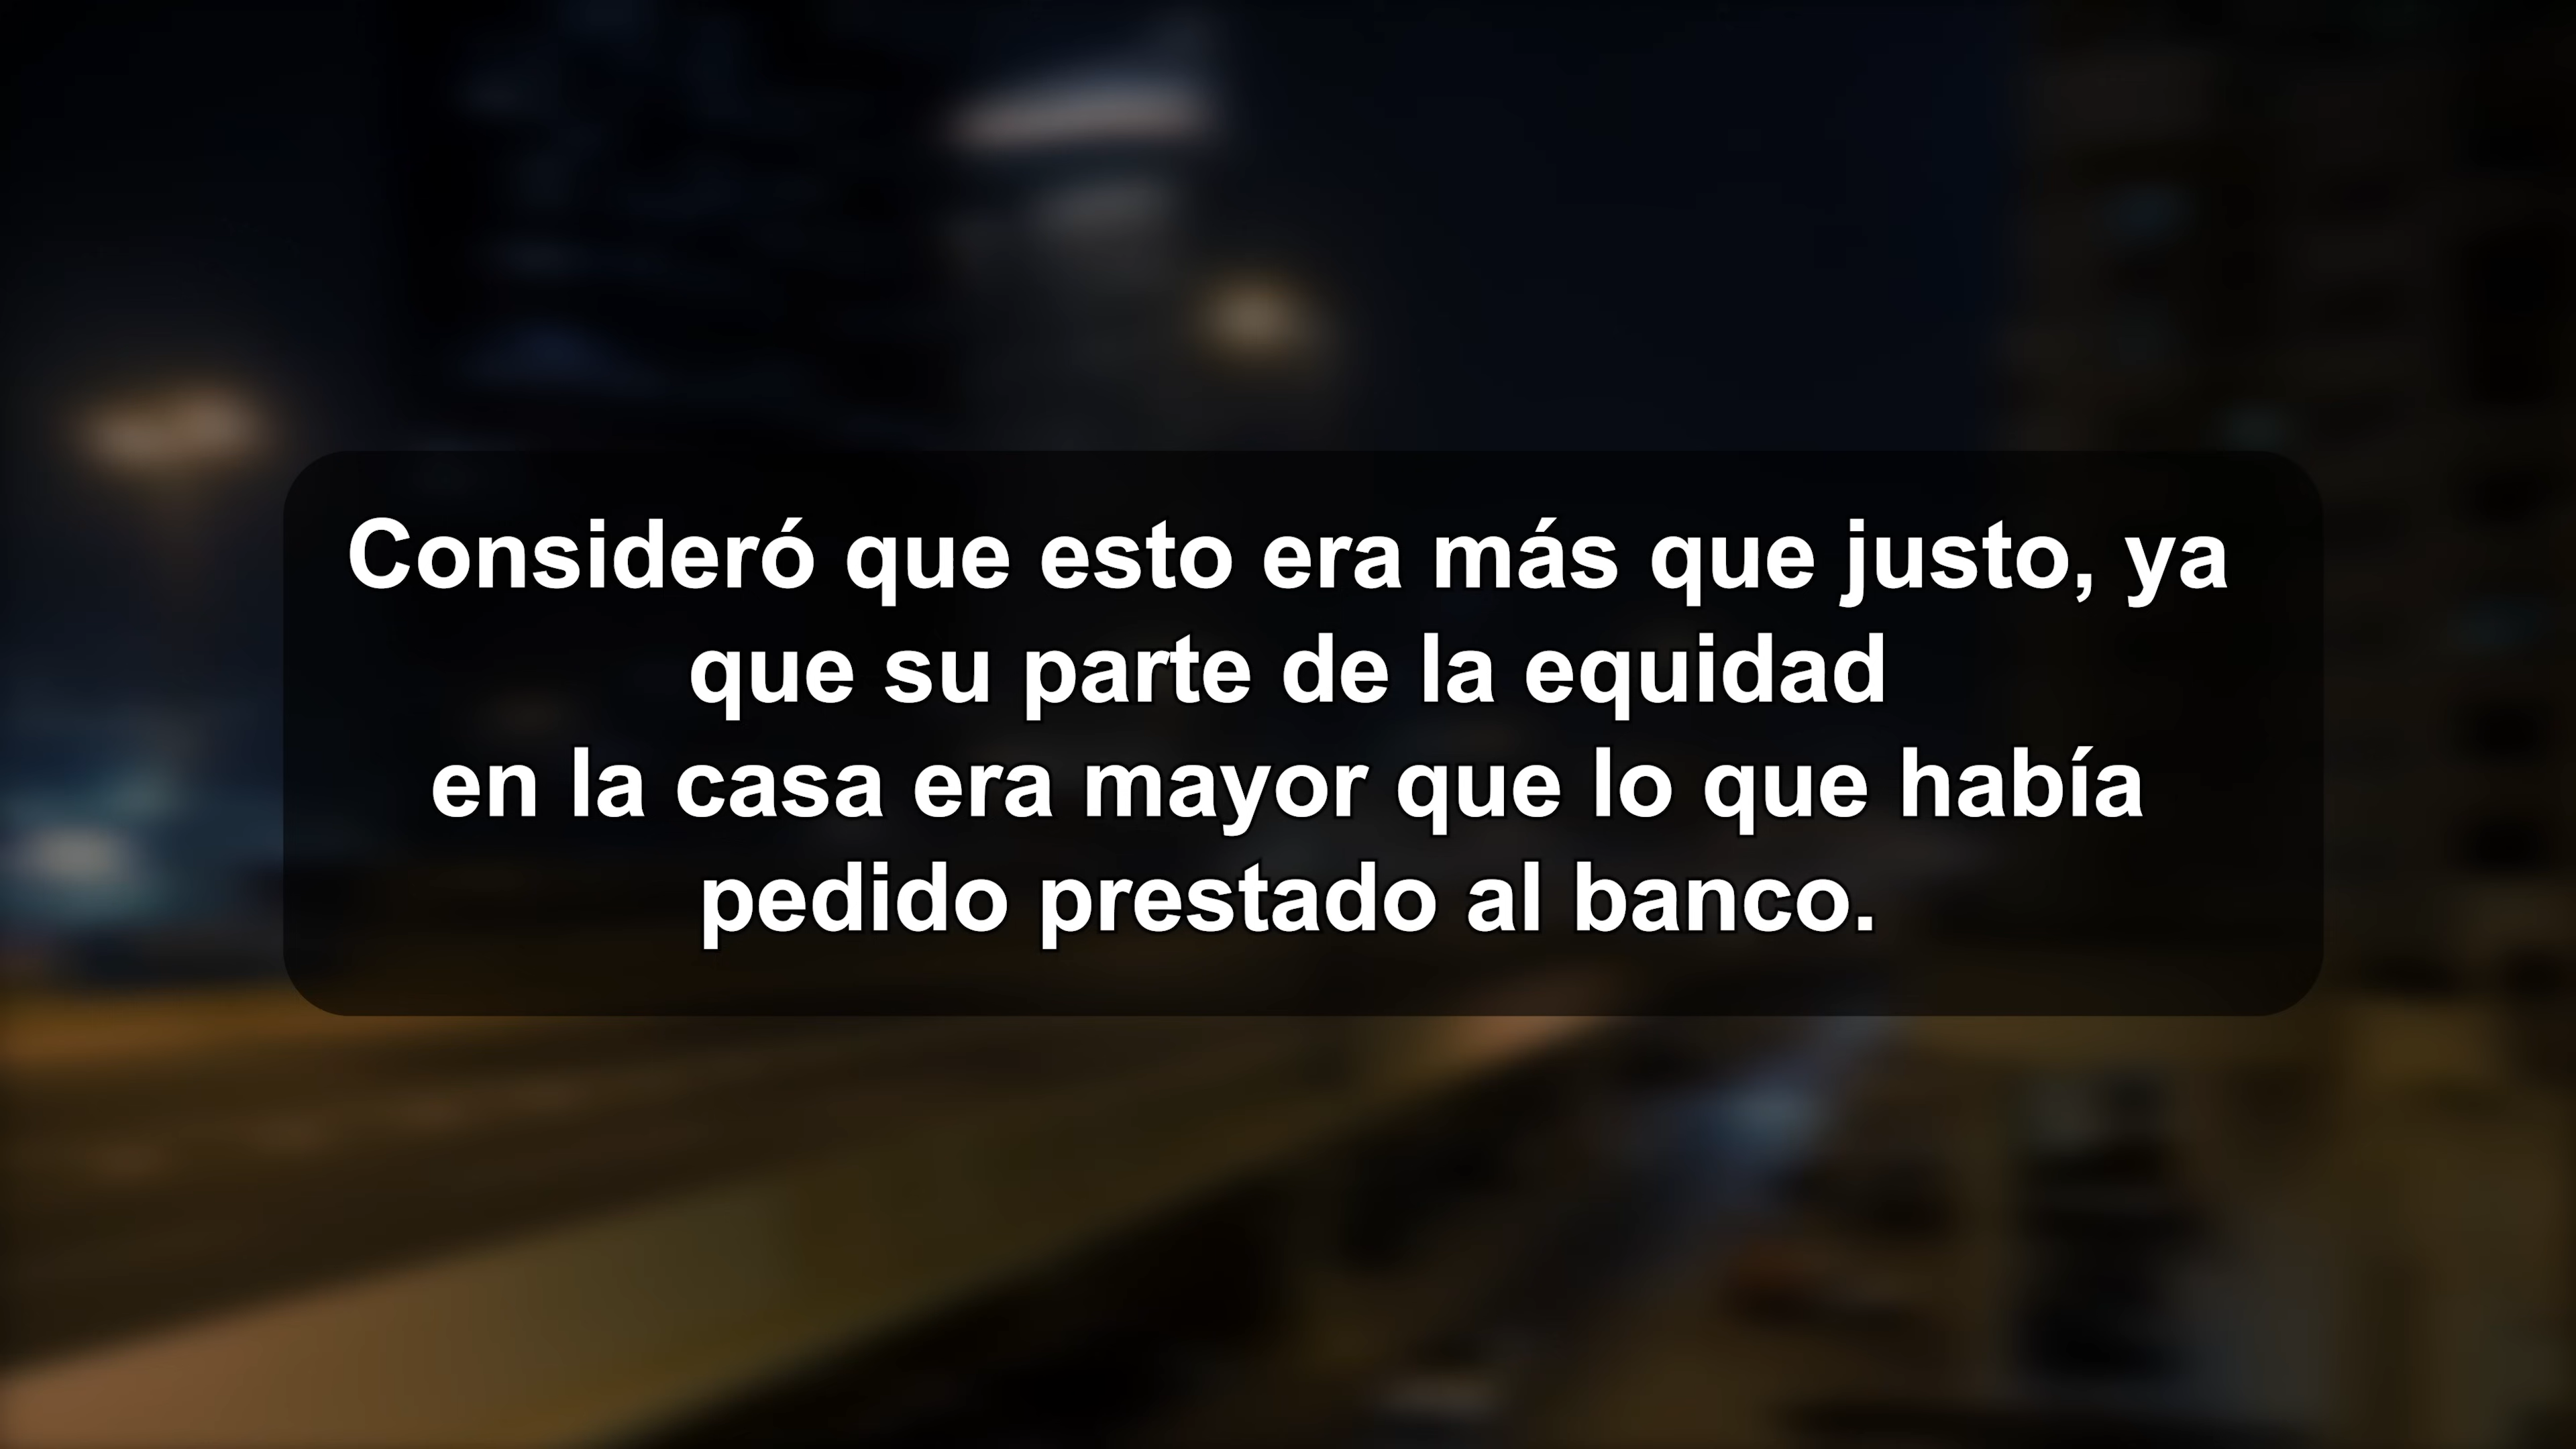 Consideró que esto era más que justo, ya
que su parte de la equidad
en la casa era mayor que lo que había
pedido prestado al banco.